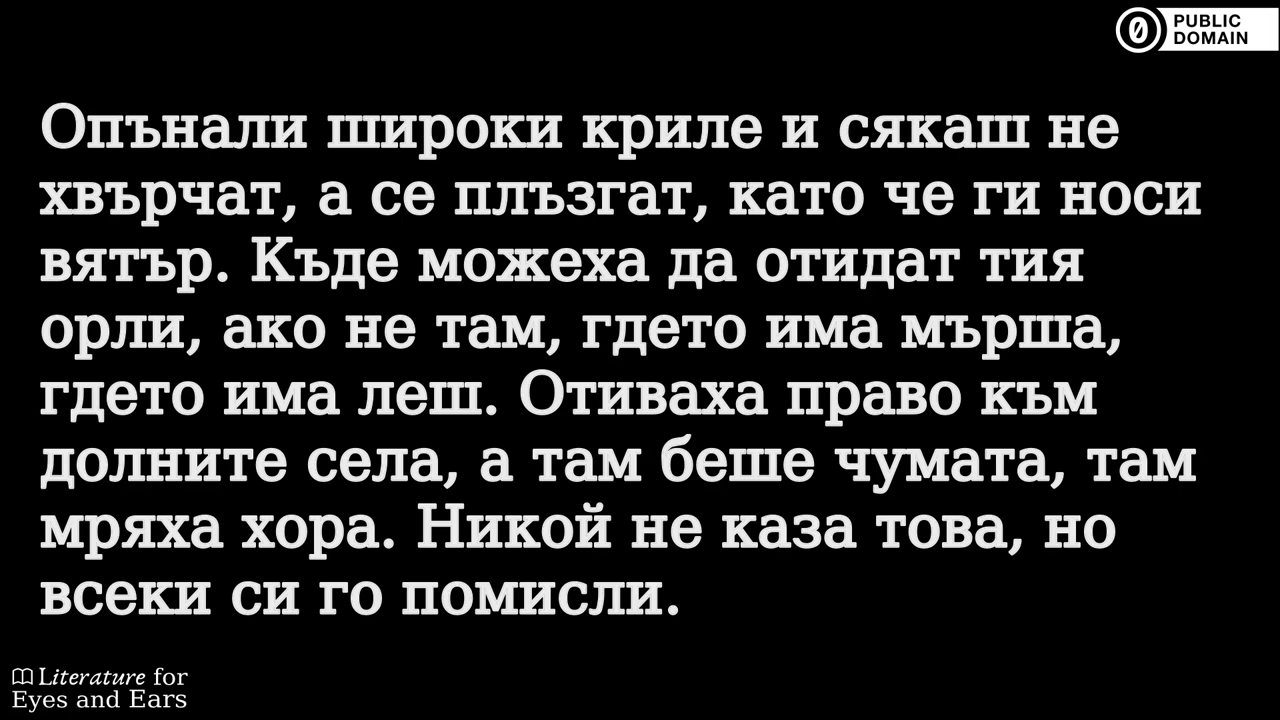 PUBLIC
DOMAIN
Опънали широки криле и сякаш не
хвърчат, а се плъзгат, като че ги носи
вятър. Къде можеха да отидат тия
орли, ако не там, гдето има мърша,
гдето има леш. Отиваха право към
долните села, а там беше чумата, там
мряха хора. Никой не каза това, но
всеки си го помисли.
Literature for
Eyes and Ears